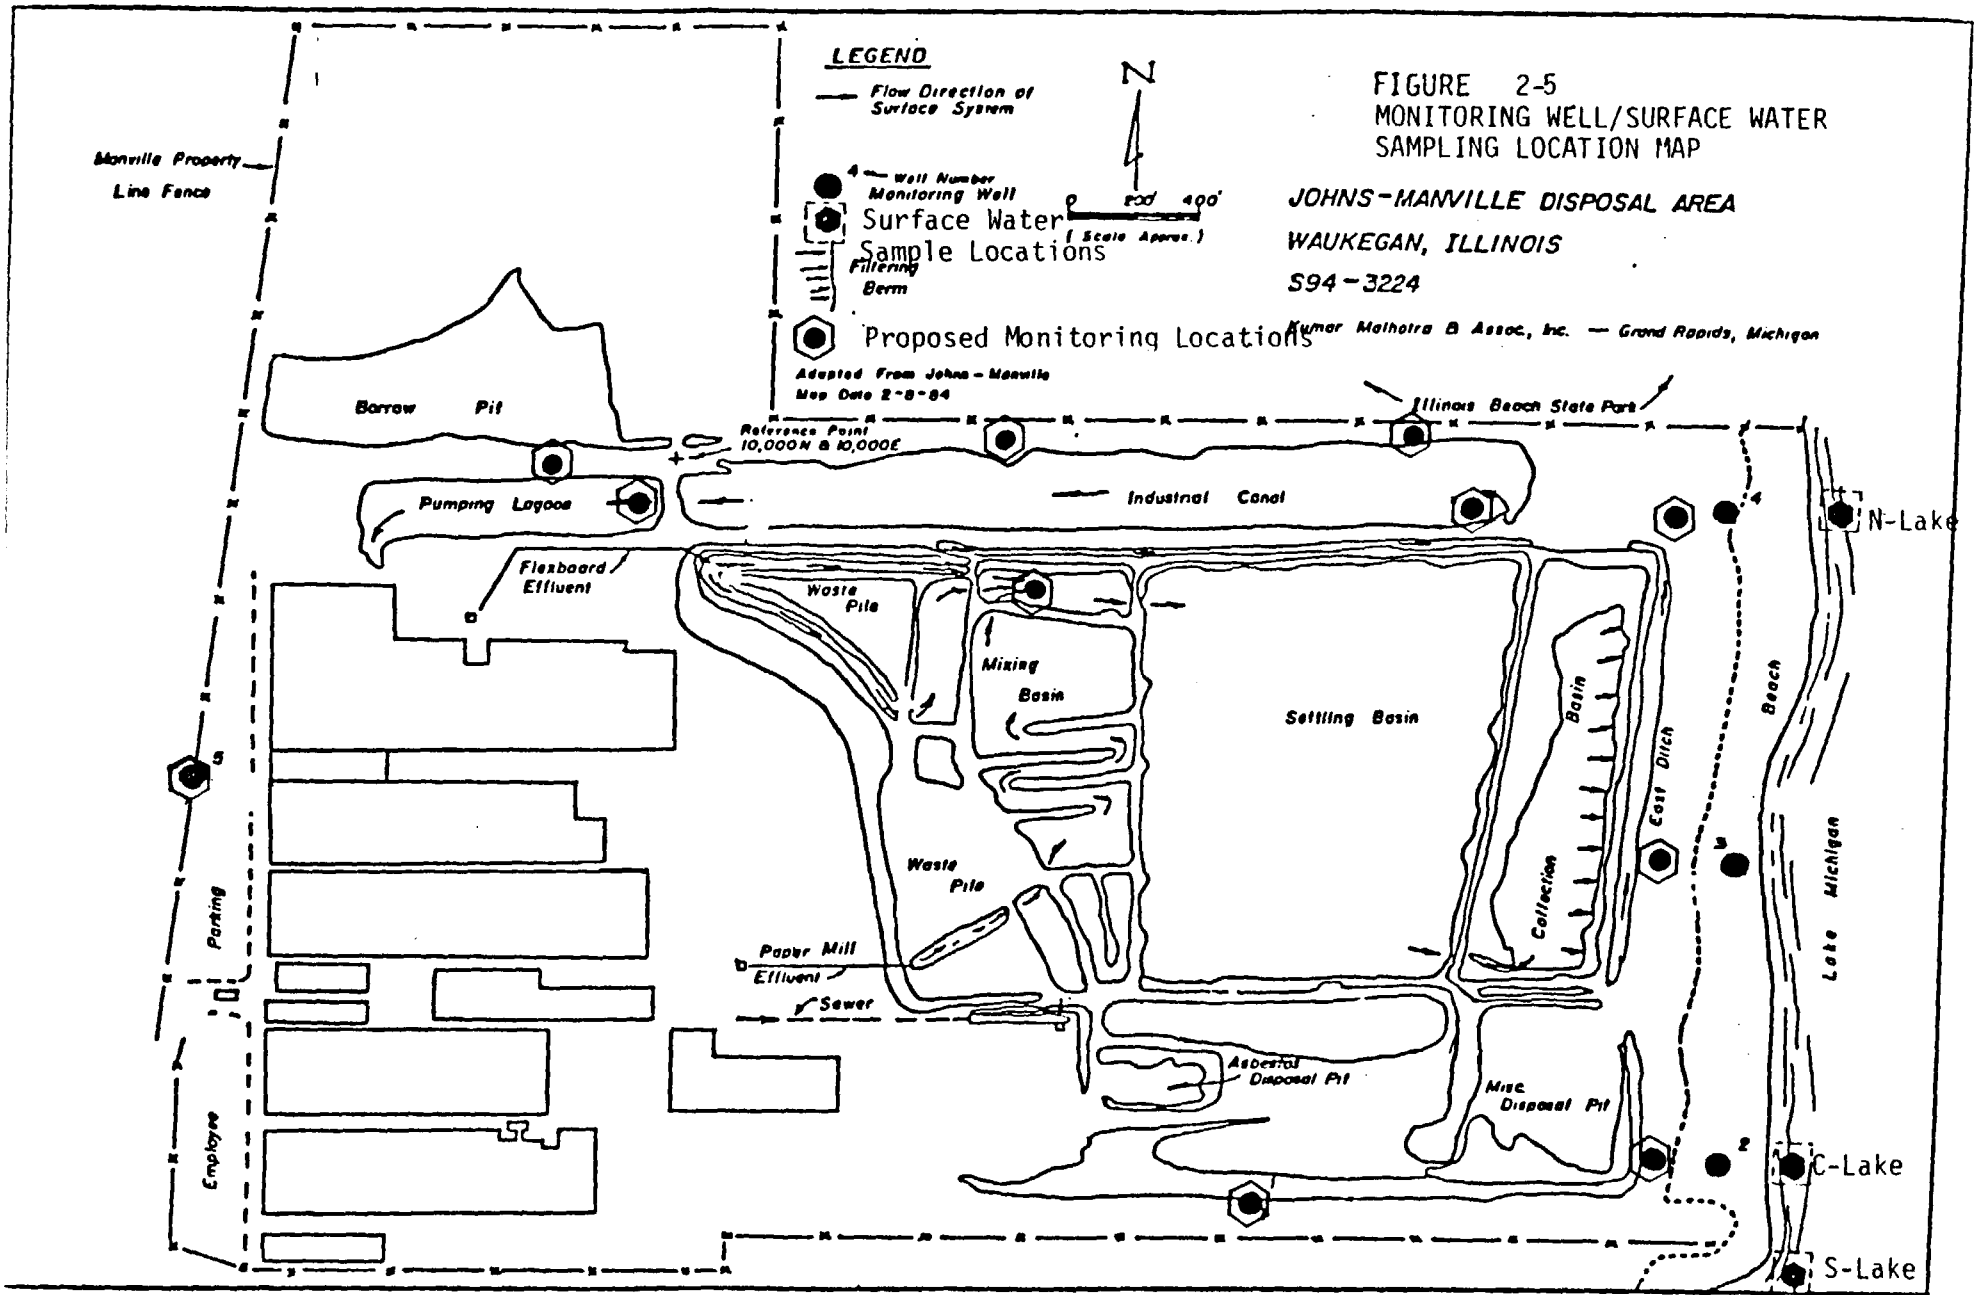 LEGEND
Flow Direction of
Surface System
4
Well Number
Monitoring Well
Surface Water
Sample Locations
Filtering
Berm
Proposed Monitoring Locations
Adapted From Johns-Manville
Map Date 2-8-84
N
0 200' 400'
(Scale Approx.)
FIGURE 2-5
MONITORING WELL/SURFACE WATER
SAMPLING LOCATION MAP
JOHNS-MANVILLE DISPOSAL AREA
WAUKEGAN, ILLINOIS
S94-3224
Kumar Malhotra & Assoc., Inc. — Grand Rapids, Michigan
Manville Property
Line Fence
Borrow Pit
Reference Point
10,000N & 10,000E
Illinois Beach State Park
Pumping Lagoon
Industrial Canal
4
N-Lake
Flexboard
Effluent
Waste
Pile
Mixing
Basin
Settling Basin
Collection Basin
East Ditch
Beach
Lake Michigan
5
3
Waste
Pile
Paper Mill
Effluent
Sewer
Employee Parking
Asbestos
Disposal Pit
Misc.
Disposal Pit
2
C-Lake
S-Lake